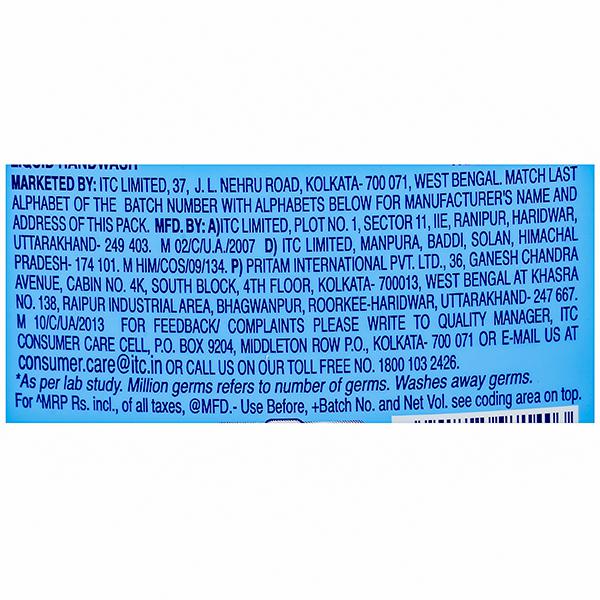 LIQUID HANDWASH
MARKETED BY: ITC LIMITED, 37, J. L. NEHRU ROAD, KOLKATA- 700 071, WEST BENGAL. MATCH LAST
ALPHABET OF THE BATCH NUMBER WITH ALPHABETS BELOW FOR MANUFACTURER'S NAME AND
ADDRESS OF THIS PACK. MFD. BY: A)ITC LIMITED, PLOT NO. 1, SECTOR 11, IIE, RANIPUR, HARIDWAR,
UTTARAKHAND- 249 403. M 02/C/U.A./2007 D) ITC LIMITED, MANPURA, BADDI, SOLAN, HIMACHAL
PRADESH- 174 101. M HIM/COS/09/134. P) PRITAM INTERNATIONAL PVT. LTD., 36, GANESH CHANDRA
AVENUE, CABIN NO. 4K, SOUTH BLOCK, 4TH FLOOR, KOLKATA- 700013, WEST BENGAL AT KHASRA
NO. 138, RAIPUR INDUSTRIAL AREA, BHAGWANPUR, ROORKEE-HARIDWAR, UTTARAKHAND- 247 667.
M 10/C/UA/2013 FOR FEEDBACK/ COMPLAINTS PLEASE WRITE TO QUALITY MANAGER, ITC
CONSUMER CARE CELL, P.O. BOX 9204, MIDDLETON ROW P.O., KOLKATA- 700 071 OR E-MAIL US AT
consumer.care@itc.in OR CALL US ON OUR TOLL FREE NO. 1800 103 2426.
*As per lab study. Million germs refers to number of germs. Washes away germs.
For ^MRP Rs. incl., of all taxes, @MFD.- Use Before, +Batch No. and Net Vol. see coding area on top.